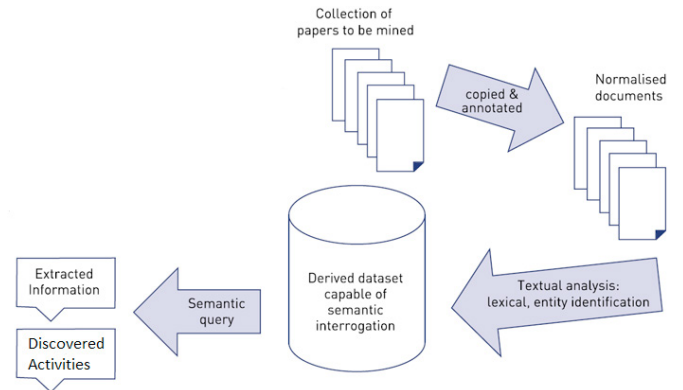 Collection of
papers to be mined
copied &
annotated
Normalised
documents
Textual analysis:
lexical, entity identification
Derived dataset
capable of
semantic
interrogation
Semantic
query
Extracted
Information
Discovered
Activities